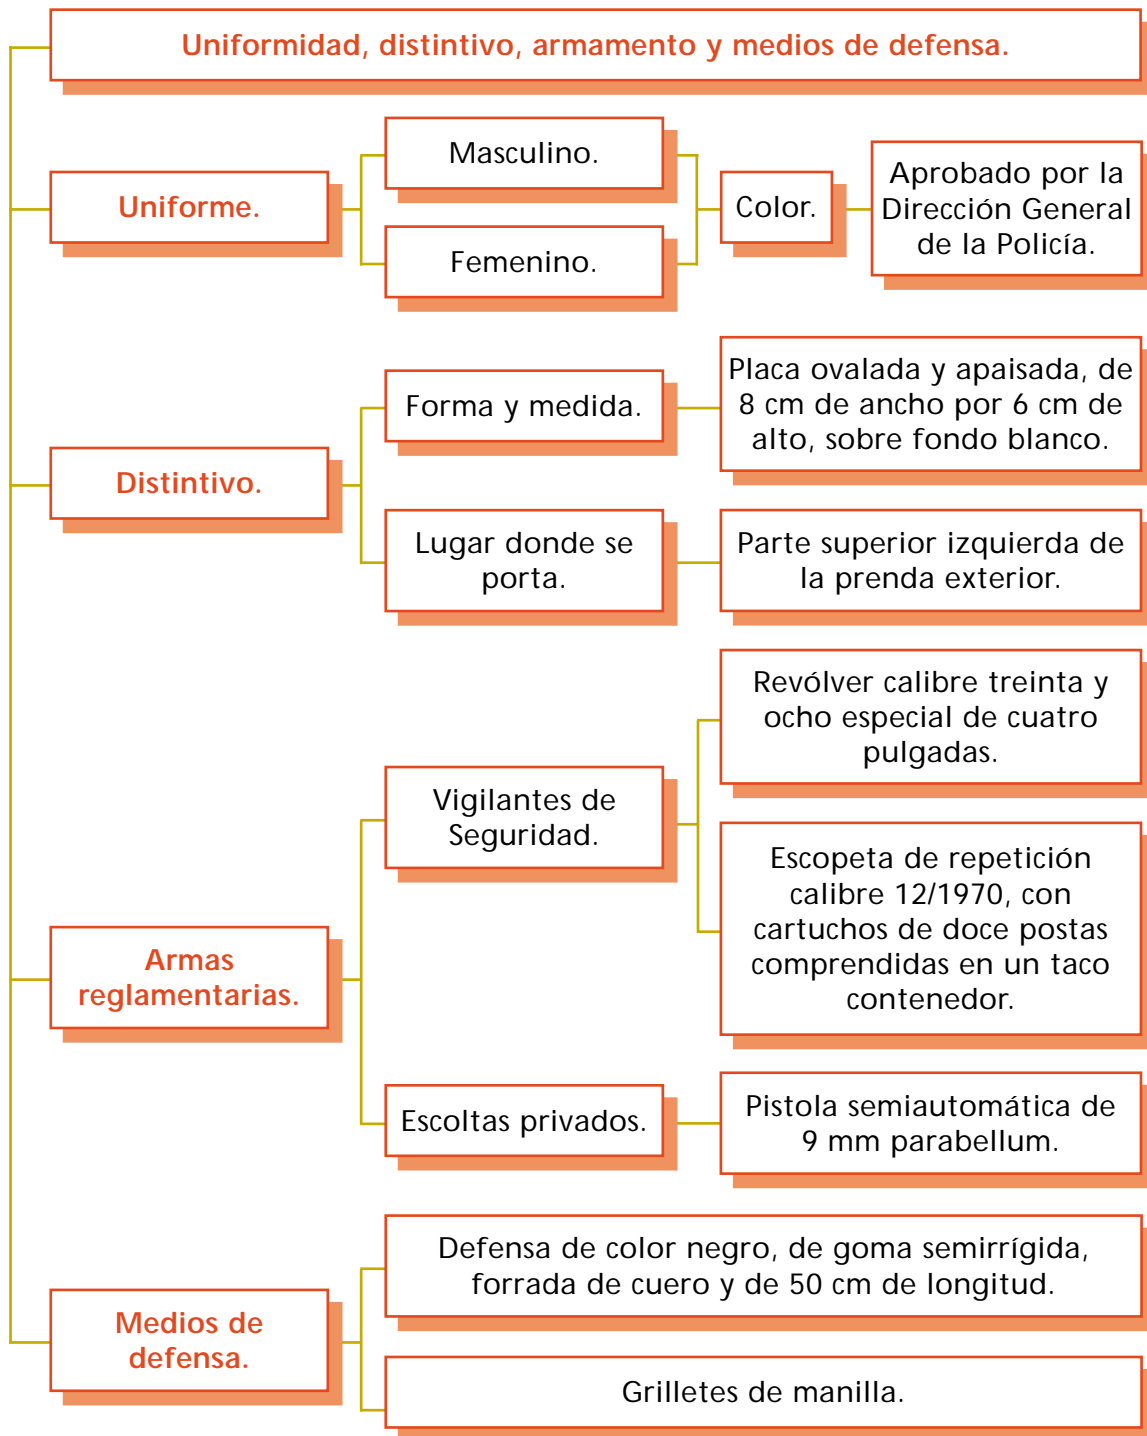 Uniformidad, distintivo, armamento y medios de defensa.
Uniforme.
Masculino.
Femenino.
Color.
Aprobado por la
Dirección General
de la Policía.
Distintivo.
Forma y medida.
Placa ovalada y apaisada, de
8 cm de ancho por 6 cm de
alto, sobre fondo blanco.
Lugar donde se
porta.
Parte superior izquierda de
la prenda exterior.
Armas
reglamentarias.
Vigilantes de
Seguridad.
Revólver calibre treinta y
ocho especial de cuatro
pulgadas.
Escopeta de repetición
calibre 12/1970, con
cartuchos de doce postas
comprendidas en un taco
contenedor.
Escoltas privados.
Pistola semiautomática de
9 mm parabellum.
Medios de
defensa.
Defensa de color negro, de goma semirrígida,
forrada de cuero y de 50 cm de longitud.
Grilletes de manilla.